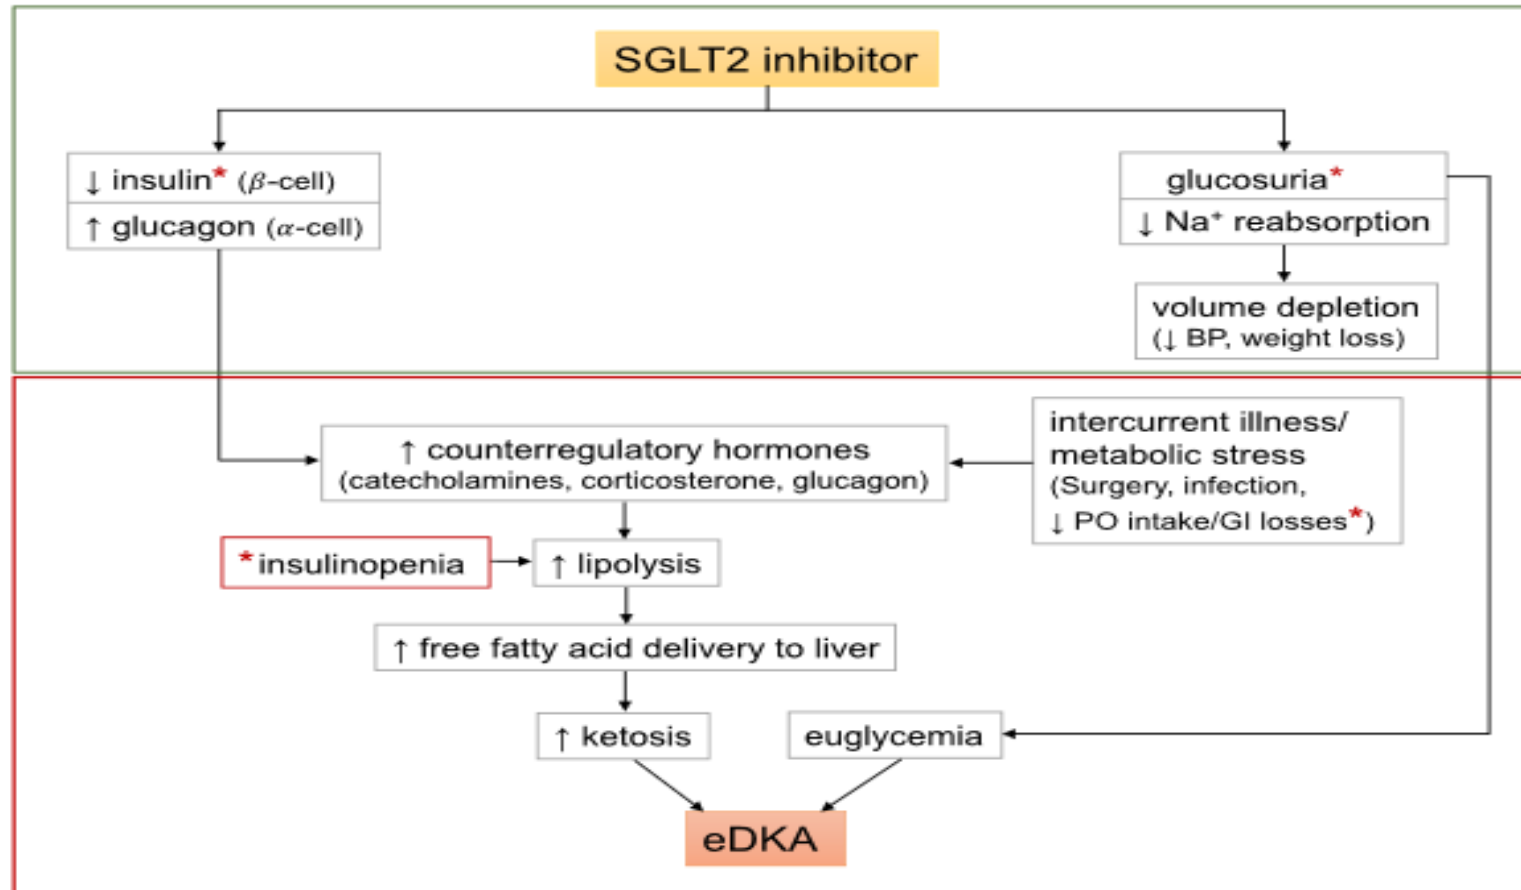 SGLT2 inhibitor
↓ insulin* (β-cell)
↑ glucagon (α-cell)
glucosuria*
↓ Na⁺ reabsorption
volume depletion
(↓ BP, weight loss)
↑ counterregulatory hormones
(catecholamines, corticosterone, glucagon)
intercurrent illness/
metabolic stress
(Surgery, infection,
↓ PO intake/GI losses*)
*insulinopenia
↑ lipolysis
↑ free fatty acid delivery to liver
↑ ketosis
euglycemia
eDKA